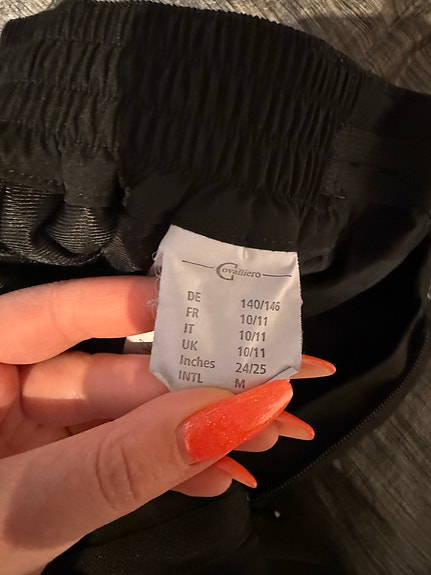 Covalliero
DE 140/146
FR 10/11
IT 10/11
UK 10/11
Inches 24/25
INTL M